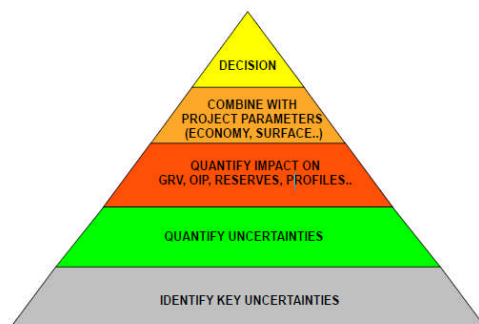 DECISION
COMBINE WITH
PROJECT PARAMETERS
(ECONOMY, SURFACE..)
QUANTIFY IMPACT ON
GRV, OIP, RESERVES, PROFILES..
QUANTIFY UNCERTAINTIES
IDENTIFY KEY UNCERTAINTIES